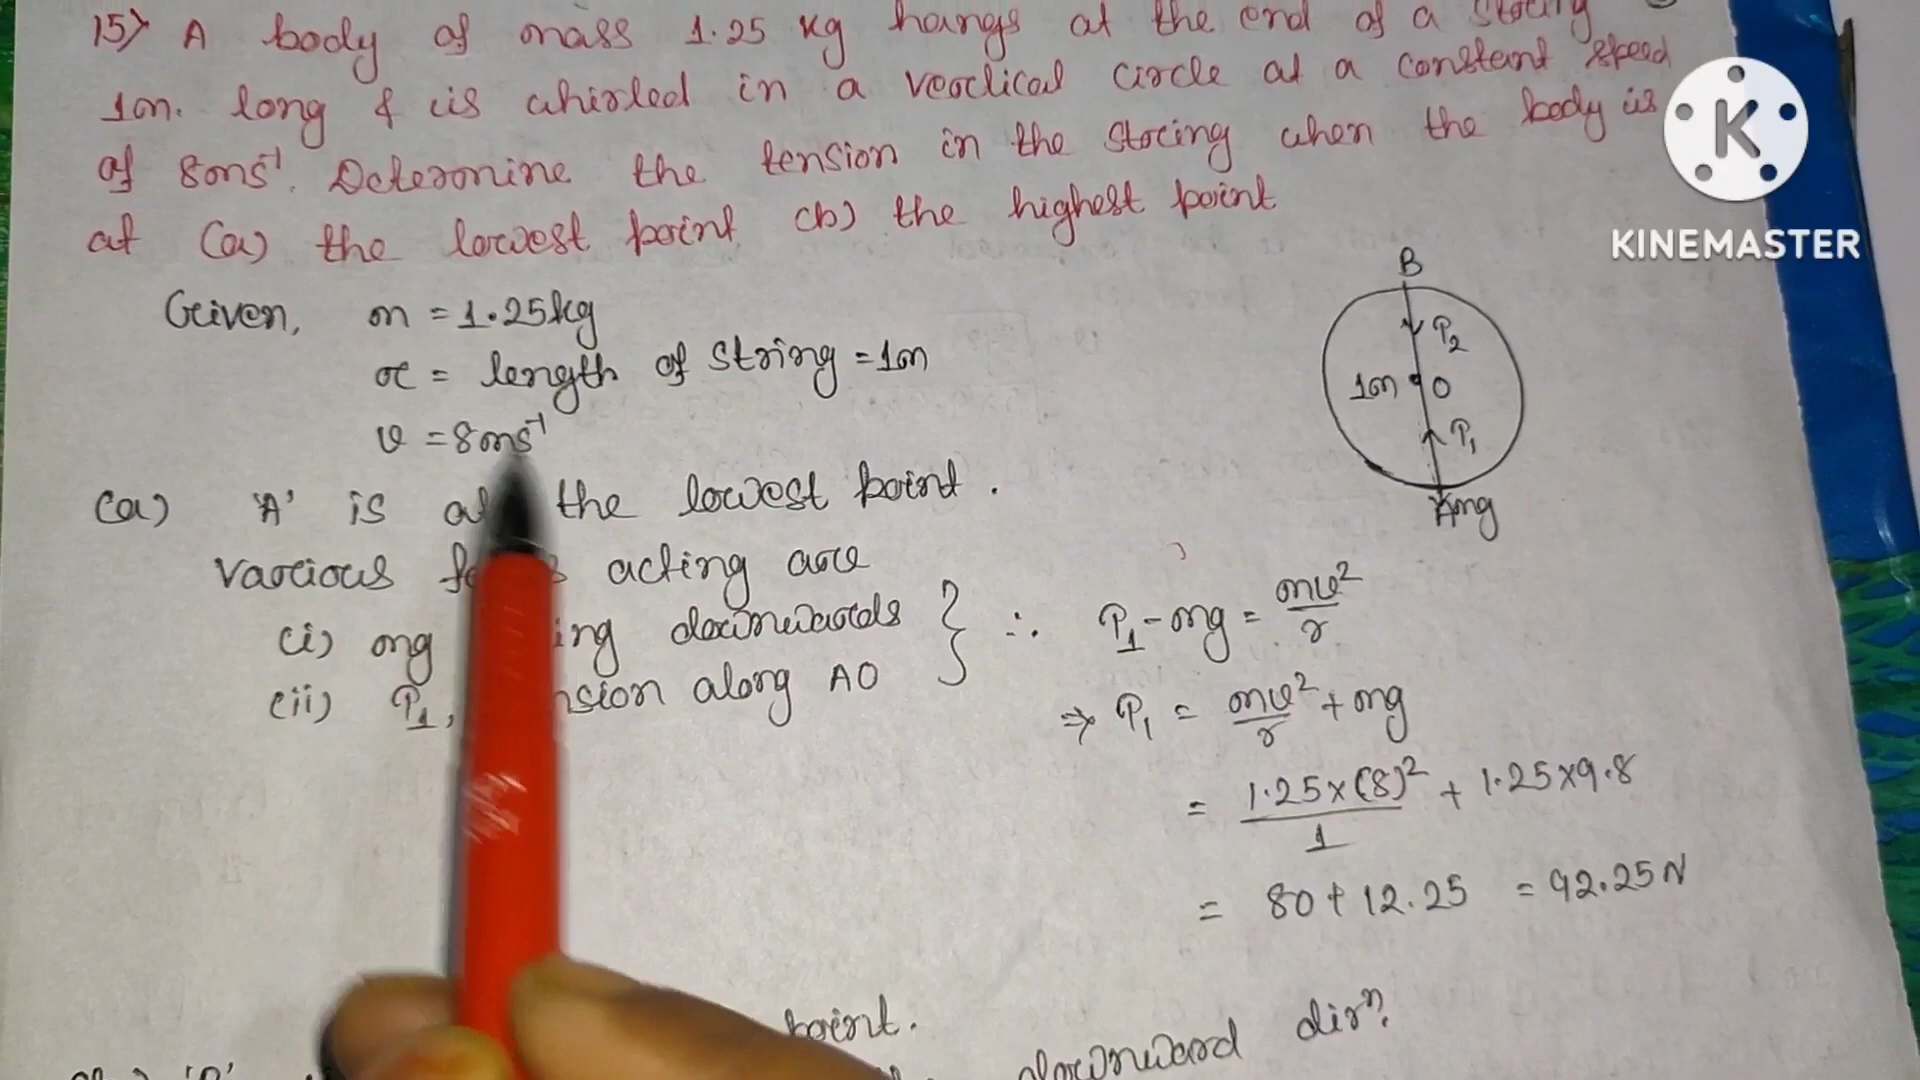 15) A body of mass 1.25 kg hangs at the end of a string
1m. long & is whirled in a vertical circle at a constant speed
of 8ms⁻¹. Determine the tension in the string when the body is
at (a) the lowest point (b) the highest point
KINEMASTER
Given, m = 1.25kg
r = length of string = 1m
v = 8ms⁻¹
B
P₂
1m O
P₁
A mg
(a) 'A' is at the lowest point.
Various acting are
(i) mg downwards
(ii) P₁, along AO
∴ P₁ - mg = mv²/r
⇒ P₁ = mv²/r + mg
= 1.25×(8)²/1 + 1.25×9.8
= 80 + 12.25 = 92.25N
point.
downward dirⁿ.